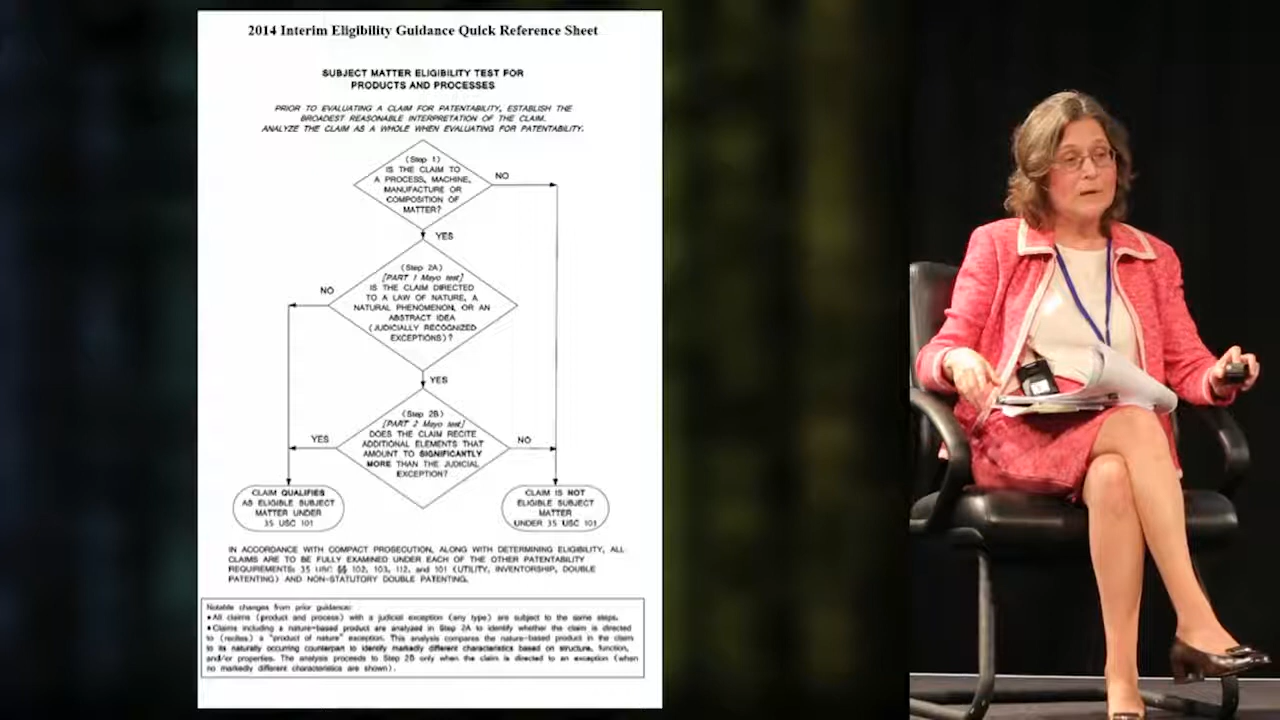 2014 Interim Eligibility Guidance Quick Reference Sheet
SUBJECT MATTER ELIGIBILITY TEST FOR
PRODUCTS AND PROCESSES
PRIOR TO EVALUATING A CLAIM FOR PATENTABILITY, ESTABLISH THE
BROADEST REASONABLE INTERPRETATION OF THE CLAIM.
ANALYZE THE CLAIM AS A WHOLE WHEN EVALUATING FOR PATENTABILITY.
(Step 1)
IS THE CLAIM TO
A PROCESS, MACHINE,
MANUFACTURE OR
COMPOSITION OF
MATTER?
NO
YES
(Step 2A)
[PART 1 Mayo test]
IS THE CLAIM DIRECTED
TO A LAW OF NATURE, A
NATURAL PHENOMENON, OR AN
ABSTRACT IDEA
(JUDICIALLY RECOGNIZED
EXCEPTIONS)?
NO
YES
(Step 2B)
[PART 2 Mayo test]
DOES THE CLAIM RECITE
ADDITIONAL ELEMENTS THAT
AMOUNT TO SIGNIFICANTLY
MORE THAN THE JUDICIAL
EXCEPTION?
YES
NO
CLAIM QUALIFIES
AS ELIGIBLE SUBJECT
MATTER UNDER
35 USC 101
CLAIM IS NOT
ELIGIBLE SUBJECT
MATTER
UNDER 35 USC 101
IN ACCORDANCE WITH COMPACT PROSECUTION, ALONG WITH DETERMINING ELIGIBILITY, ALL
CLAIMS ARE TO BE FULLY EXAMINED UNDER EACH OF THE OTHER PATENTABILITY
REQUIREMENTS: 35 USC §§ 102, 103, 112, and 101 (UTILITY, INVENTORSHIP, DOUBLE
PATENTING) AND NON-STATUTORY DOUBLE PATENTING.
Notable changes from prior guidance:
• All claims (product and process) with a judicial exception (any type) are subject to the same steps.
• Claims including a nature-based product are analyzed in Step 2A to identify whether the claim is directed
to (recites) a "product of nature" exception. This analysis compares the nature-based product in the claim
to its naturally occurring counterpart to identify markedly different characteristics based on structure, function,
and/or properties. The analysis proceeds to Step 2B only when the claim is directed to an exception (when
no markedly different characteristics are shown).